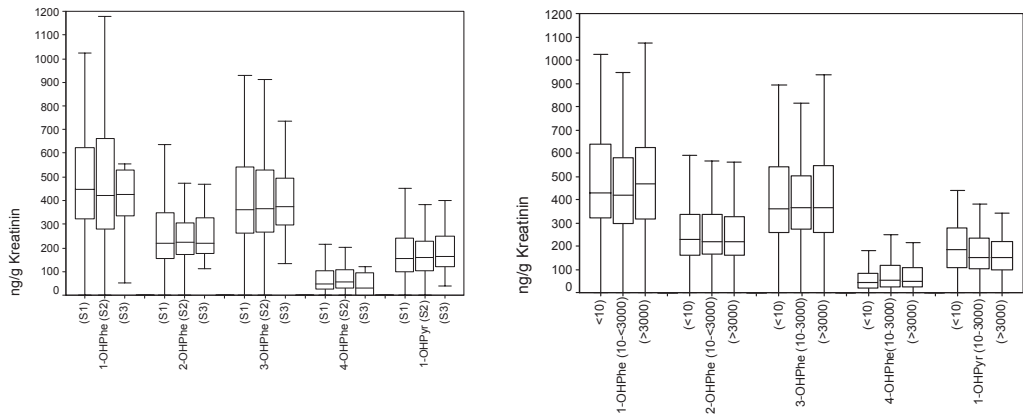 1200
1100
1000
900
800
700
600
500
400
300
200
100
0
ng/g Kreatinin
(S1)
1-OHPhe (S2)
(S3)
(S1)
2-OHPhe (S2)
(S3)
(S1)
3-OHPhe (S2)
(S3)
(S1)
4-OHPhe (S2)
(S3)
(S1)
1-OHPyr (S2)
(S3)
1200
1100
1000
900
800
700
600
500
400
300
200
100
0
ng/g Kreatinin
<10)
1-OHPhe (10-<3000)
(>3000)
(<10)
2-OHPhe (10-<3000)
(>3000)
(<10)
3-OHPhe (10-3000)
(>3000)
(<10)
4-OHPhe(10-3000)
(>3000)
(<10)
1-OHPyr (10-3000)
(>3000)